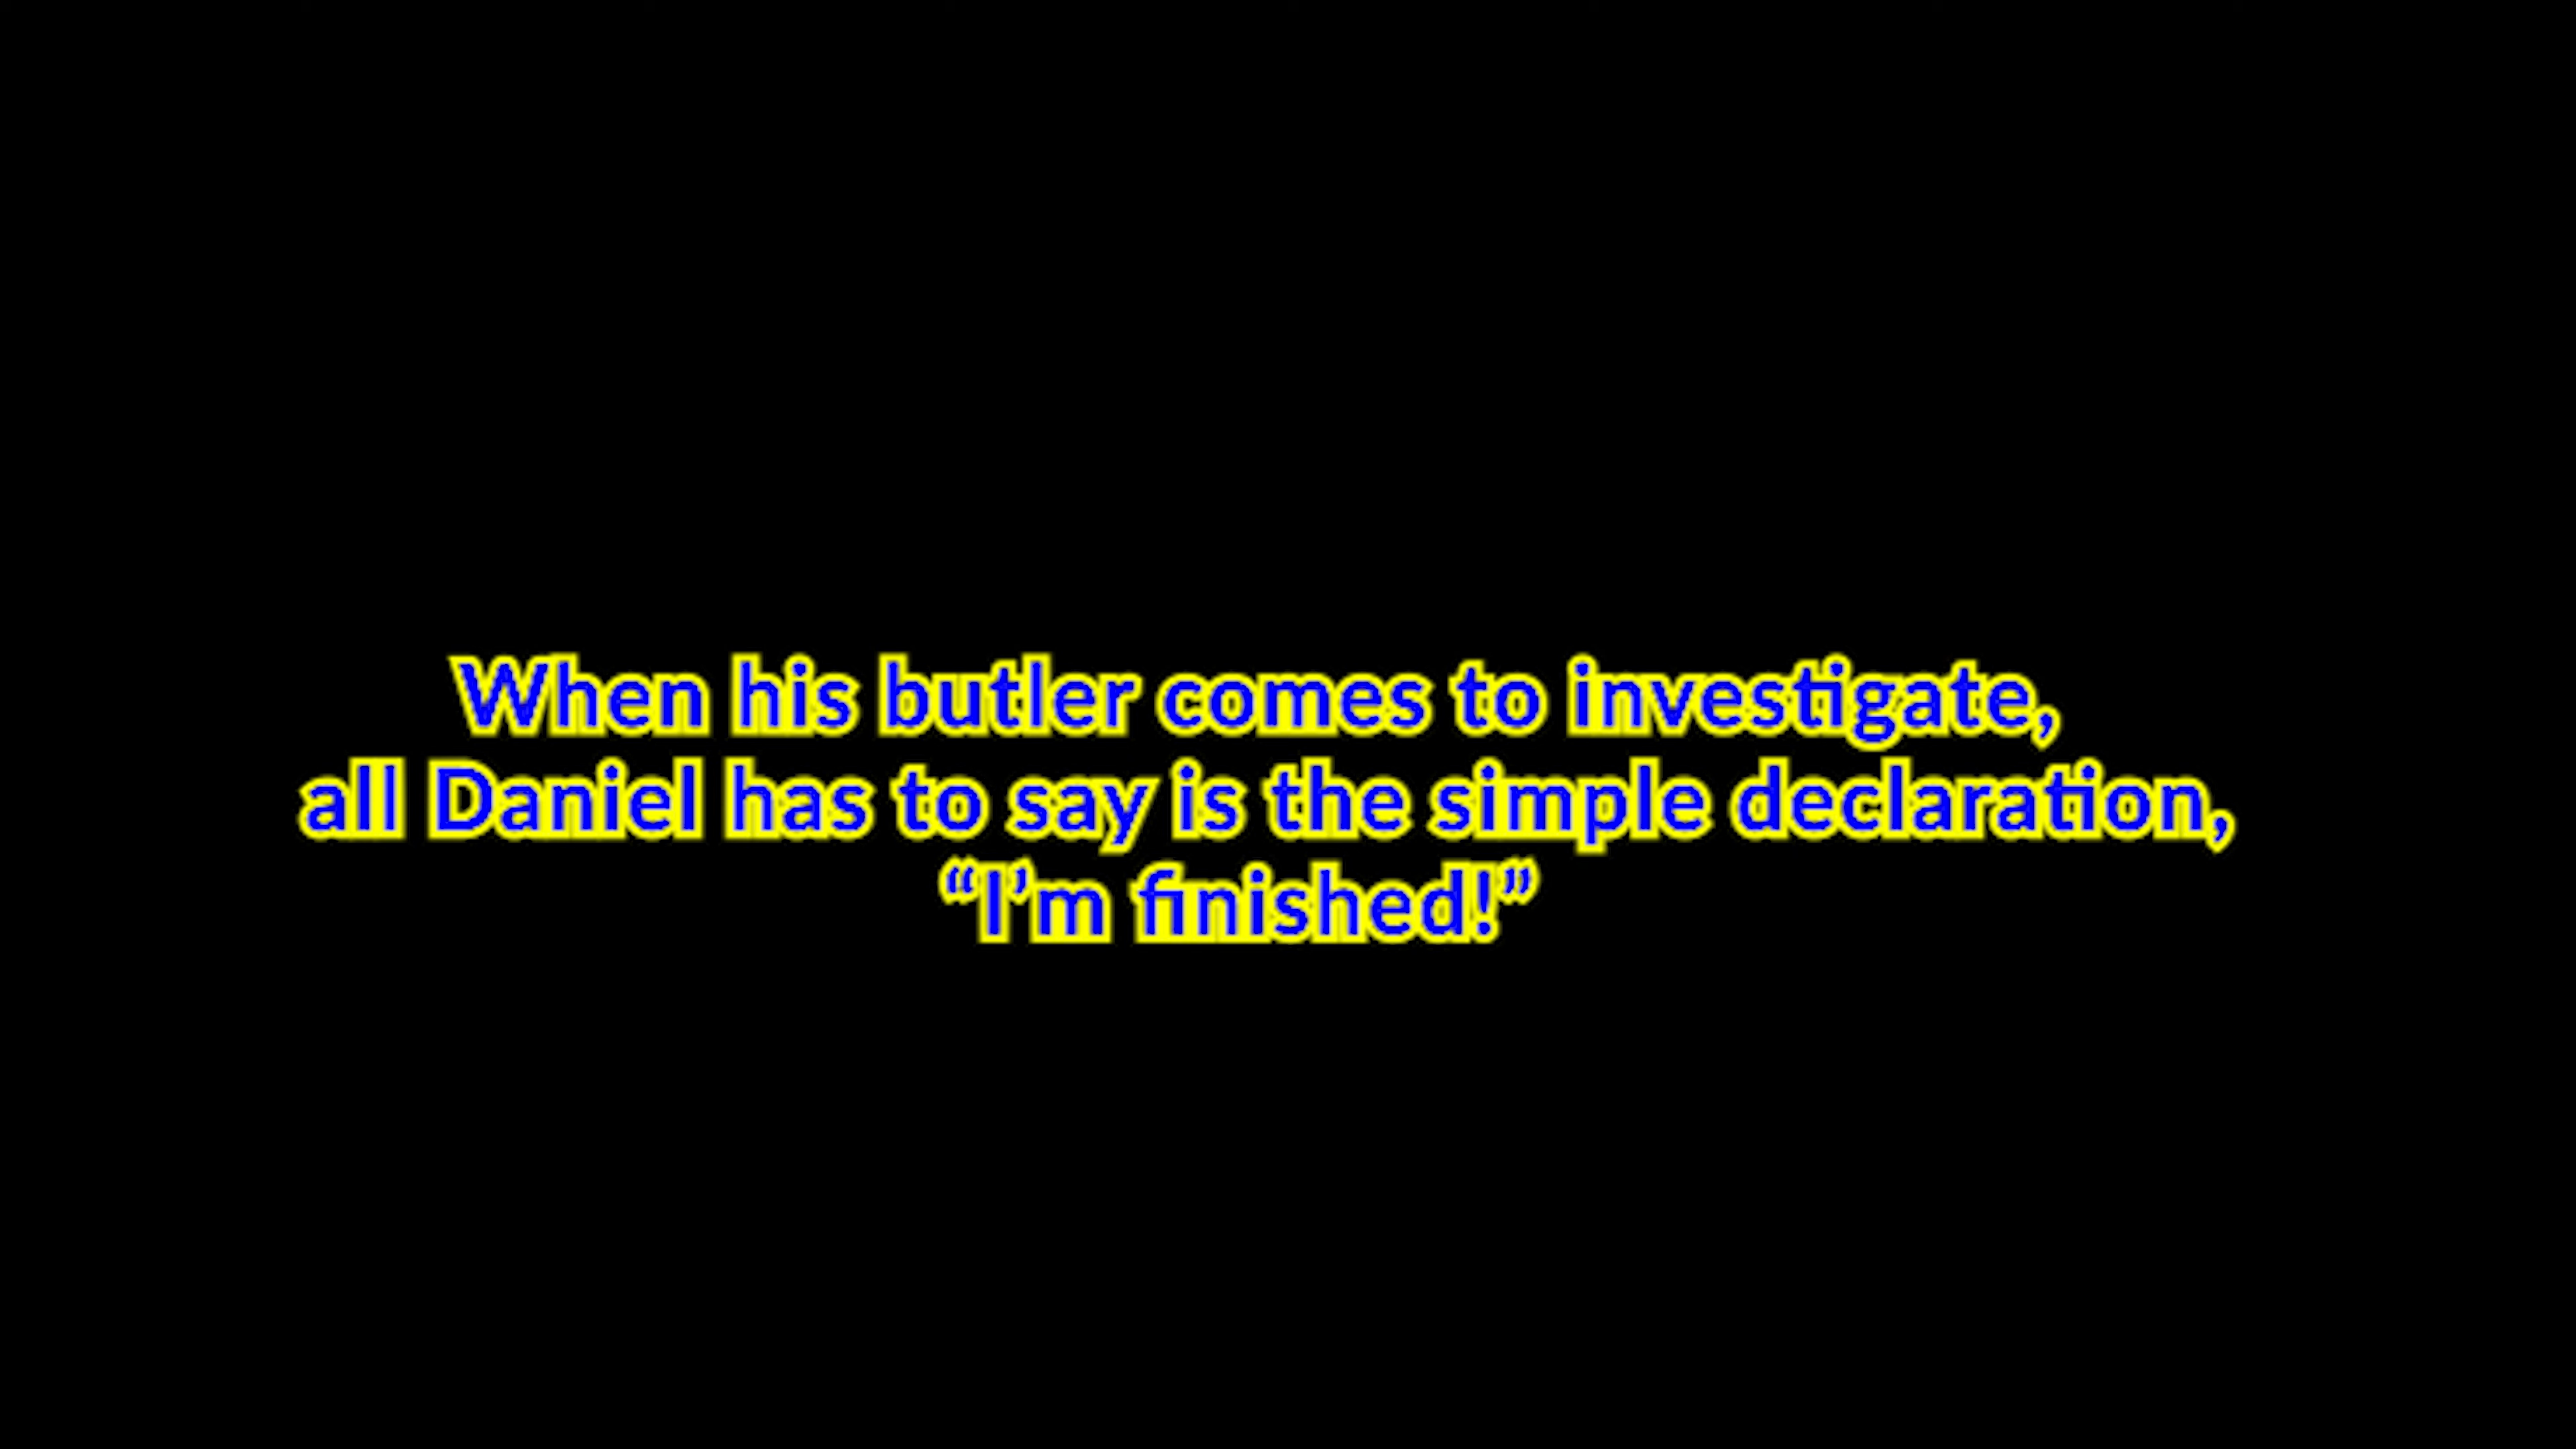 When his butler comes to investigate,
all Daniel has to say is the simple declaration,
“I’m finished!”